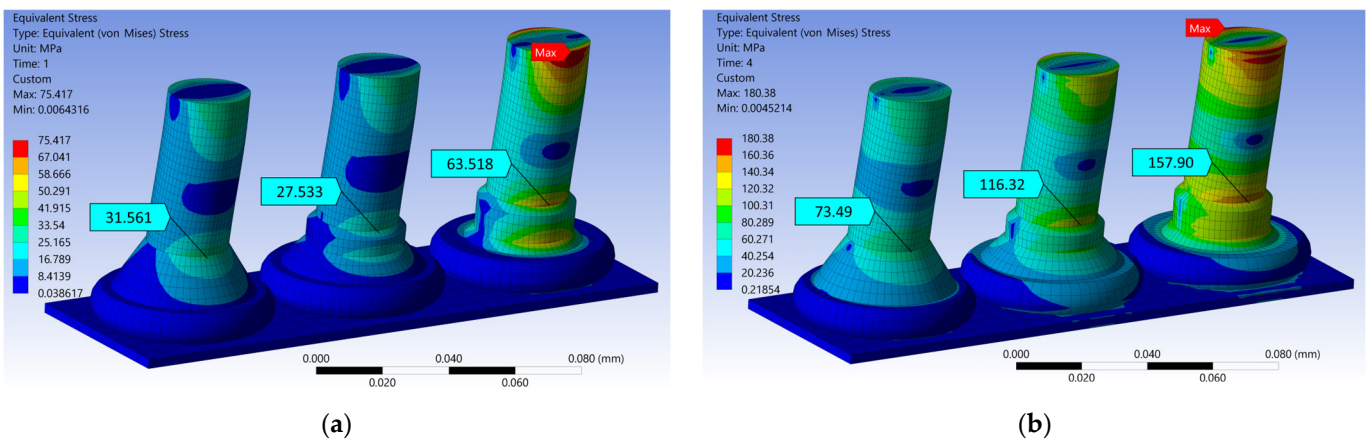 Equivalent Stress
Type: Equivalent (von Mises) Stress
Unit: MPa
Time: 1
Custom
Max: 75.417
Min: 0.0064316
75.417
67.041
58.666
50.291
41.915
33.54
25.165
16.789
8.4139
0.038617
Max
31.561
27.533
63.518
0.000
0.040
0.080 (mm)
0.020
0.060
(a)
Equivalent Stress
Type: Equivalent (von Mises) Stress
Unit: MPa
Time: 4
Custom
Max: 180.38
Min: 0.0045214
180.38
160.36
140.34
120.32
100.31
80.289
60.271
40.254
20.236
0.21854
Max
73.49
116.32
157.90
0.000
0.040
0.080 (mm)
0.020
0.060
(b)